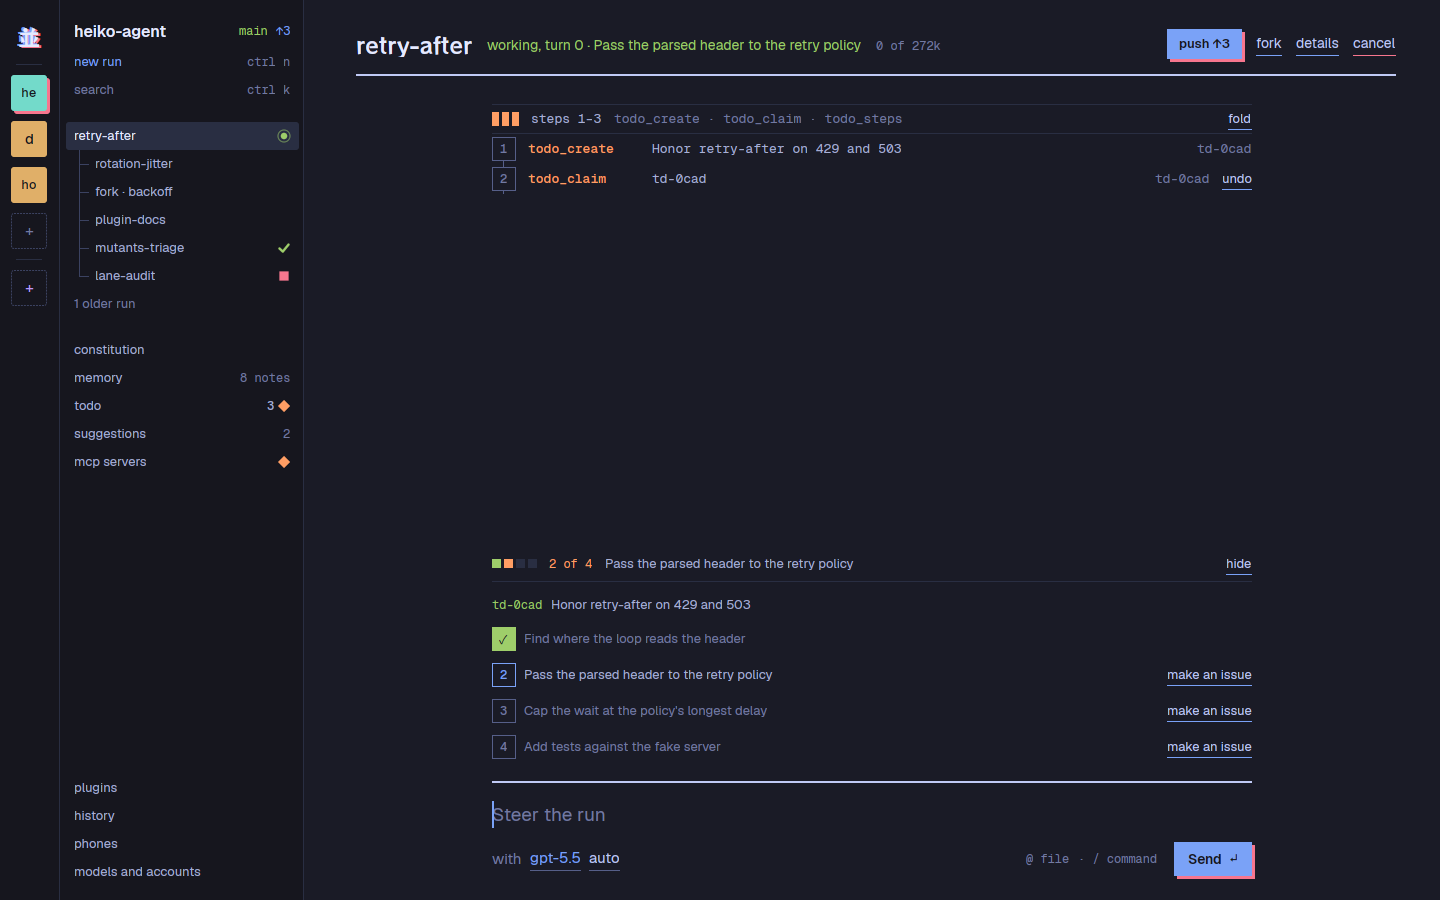 heiko-agent main ↑3
new run ctrl n
search ctrl k
he
d
ho
+
+
retry-after
rotation-jitter
fork · backoff
plugin-docs
mutants-triage
lane-audit
1 older run
constitution
memory 8 notes
todo 3
suggestions 2
mcp servers
plugins
history
phones
models and accounts
retry-after working, turn 0 · Pass the parsed header to the retry policy 0 of 272k push ↑3 fork details cancel
steps 1-3 todo_create · todo_claim · todo_steps fold
1 todo_create Honor retry-after on 429 and 503 td-0cad
2 todo_claim td-0cad td-0cad undo
2 of 4 Pass the parsed header to the retry policy hide
td-0cad Honor retry-after on 429 and 503
✓ Find where the loop reads the header
2 Pass the parsed header to the retry policy make an issue
3 Cap the wait at the policy's longest delay make an issue
4 Add tests against the fake server make an issue
Steer the run
with gpt-5.5 auto @ file · / command Send ↵